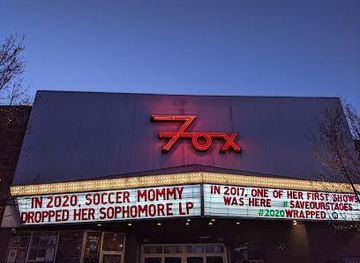 Fox
IN 2020, SOCCER MOMMY
DROPPED HER SOPHOMORE LP
IN 2017, ONE OF HER FIRST SHOWS
WAS HERE #SAVEOURSTAGES
#2020WRAPPED